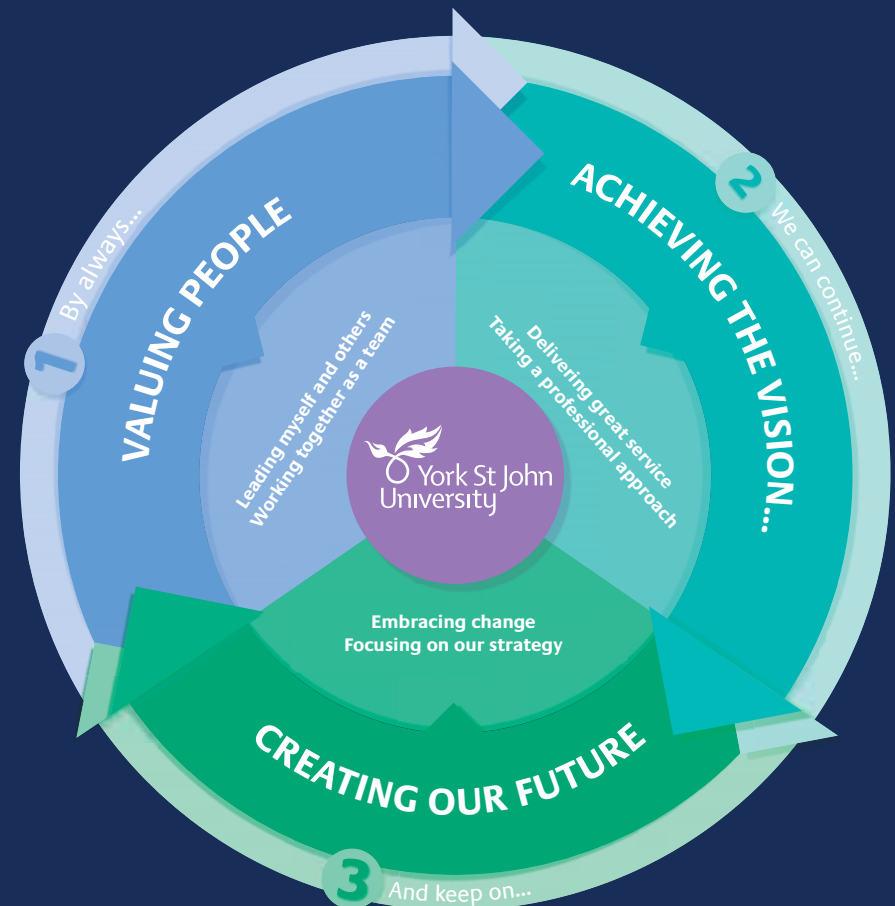 1
By always...
VALUING PEOPLE
Leading myself and others
Working together as a team
2
We can continue...
ACHIEVING THE VISION...
Delivering great service
Taking a professional approach
York St John
University
Embracing change
Focusing on our strategy
CREATING OUR FUTURE
3
And keep on...